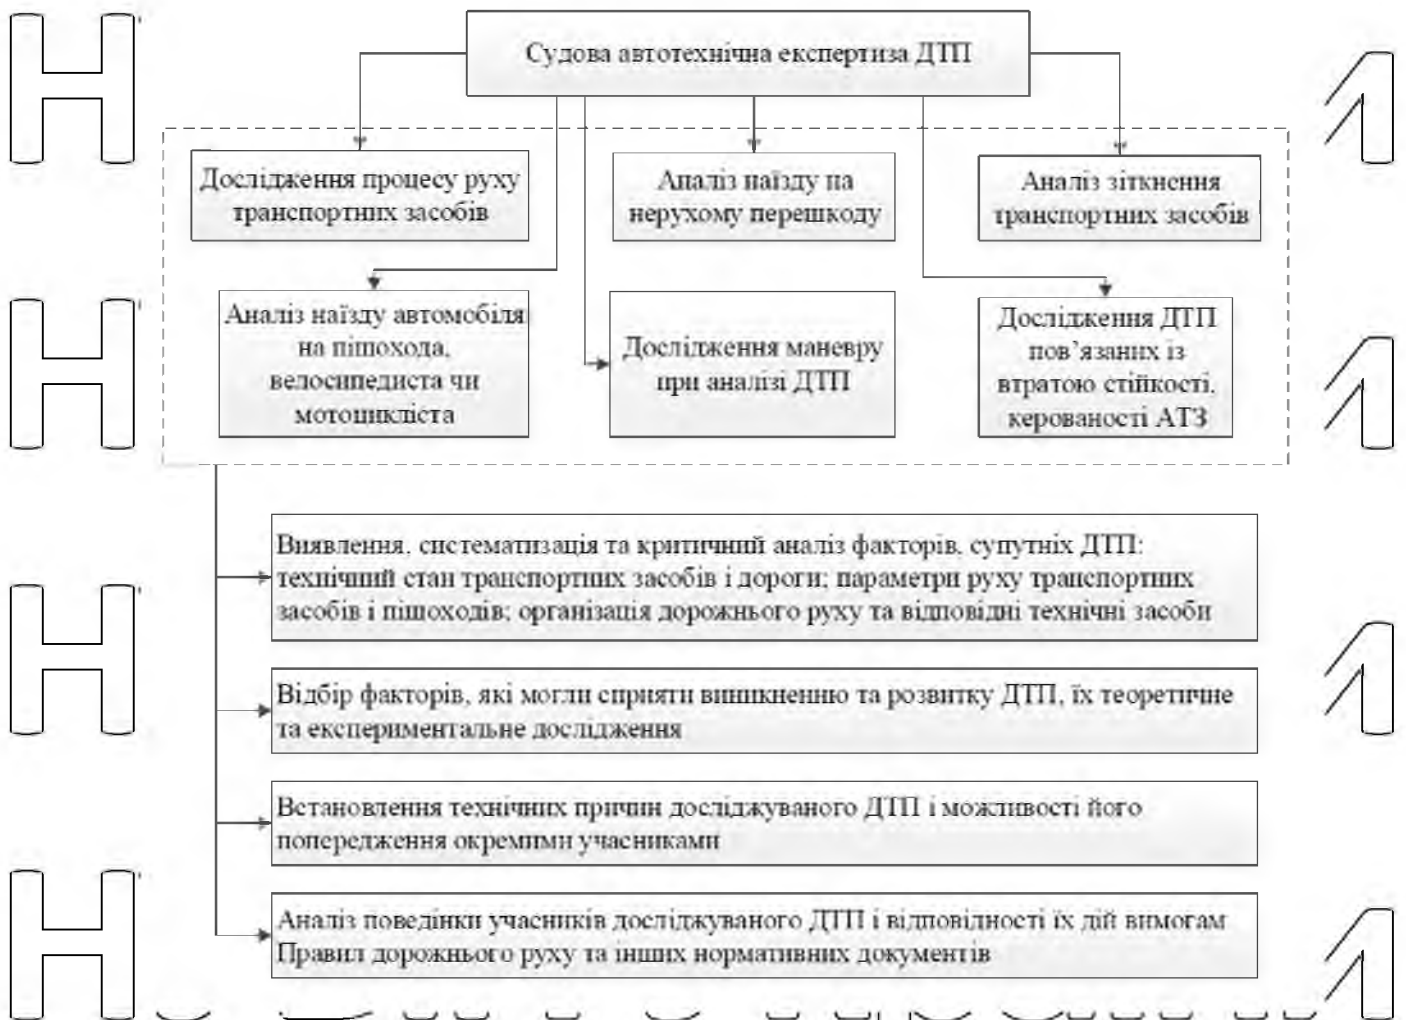 Судова автотехнічна експертиза ДТП
Дослідження процесу руху
транспортних засобів
Аналіз наїзду на
нерухому перешкоду
Аналіз зіткнення
транспортних засобів
Аналіз наїзду автомобіля
на пішохода,
велосипедиста чи
мотоцикліста
Дослідження маневру
при аналізі ДТП
Дослідження ДТП
пов’язаних із
втратою стійкості,
керованості АТЗ
Виявлення, систематизація та критичний аналіз факторів, супутніх ДТП:
технічний стан транспортних засобів і дороги; параметри руху транспортних
засобів і пішоходів; організація дорожнього руху та відповідні технічні засоби
Відбір факторів, які могли сприяти виникненню та розвитку ДТП, їх теоретичне
та експериментальне дослідження
Встановлення технічних причин досліджуваного ДТП і можливості його
попередження окремими учасниками
Аналіз поведінки учасників досліджуваного ДТП і відповідності їх дій вимогам
Правил дорожнього руху та інших нормативних документів